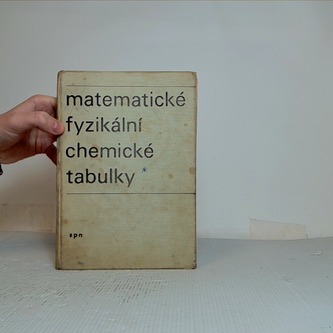 matematické
fyzikální
chemické
tabulky
spn